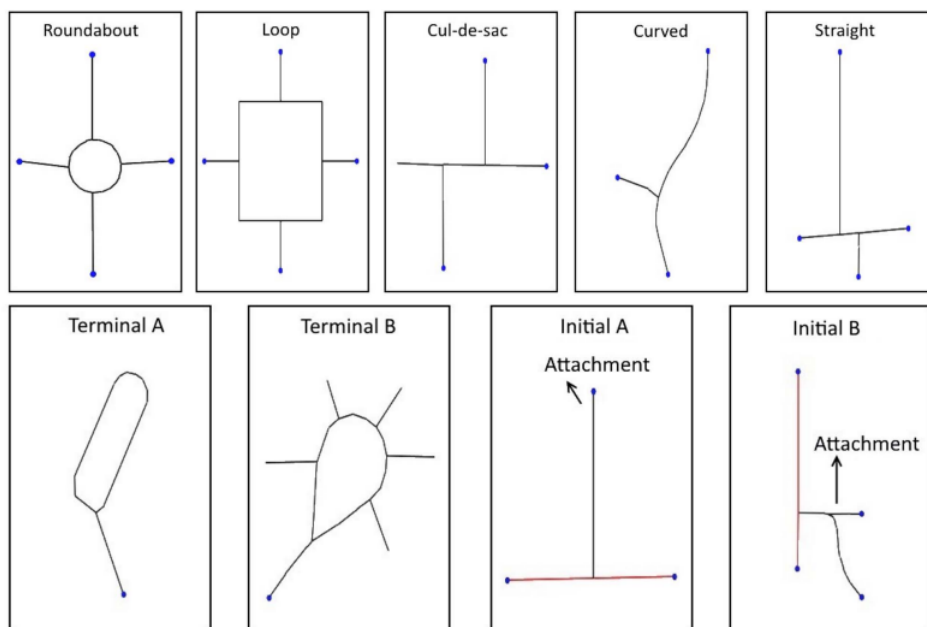 Roundabout
Loop
Cul-de-sac
Curved
Straight
Terminal A
Terminal B
Initial A
Attachment
Initial B
Attachment